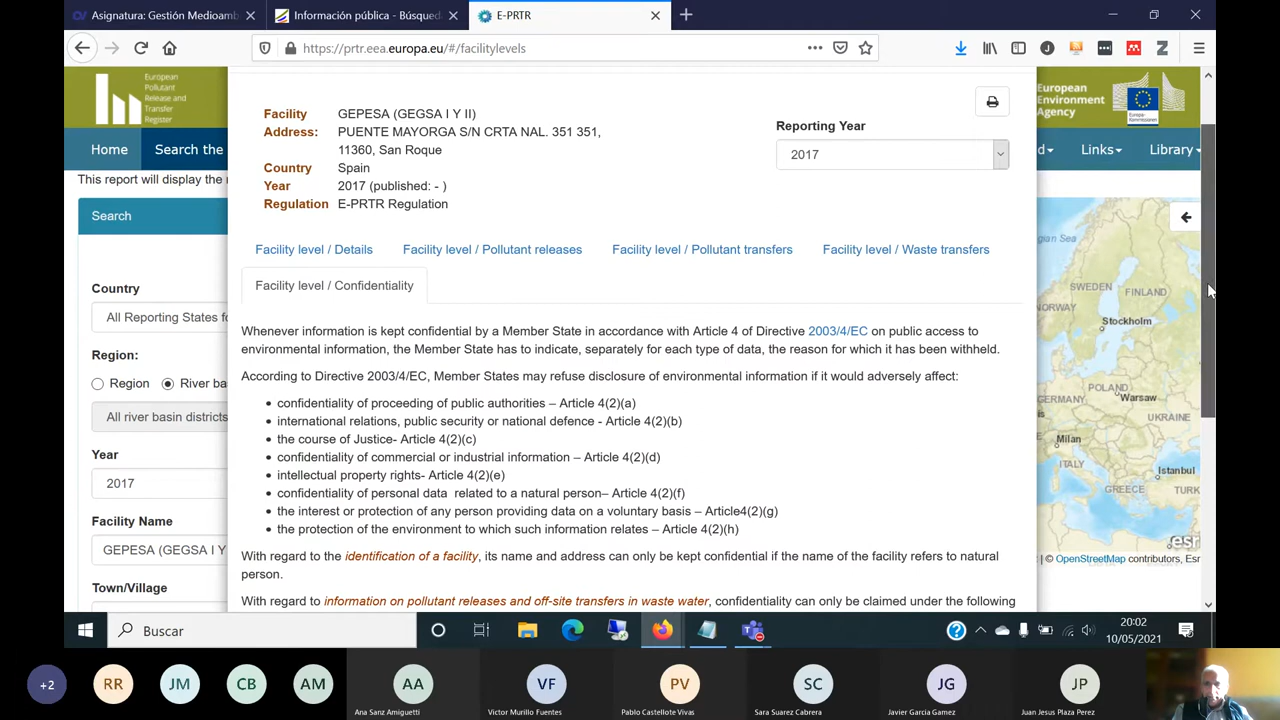 Asignatura: Gestión Medioamb
Información pública - Búsqued
E-PRTR
https://prtr.eea.europa.eu/#/facilitylevels
European
Pollutant
Release and
Transfer
Register
European
Environment
Agency
Home
Search the
Links
Library
This report will display the
Search
Country
All Reporting States fo
Region:
Region
River ba
All river basin districts
Year
2017
Facility Name
GEPESA (GEGSA I Y
Town/Village
Facility GEPESA (GEGSA I Y II)
Address: PUENTE MAYORGA S/N CRTA NAL. 351 351,
11360, San Roque
Country Spain
Year 2017 (published: - )
Regulation E-PRTR Regulation
Reporting Year
2017
Facility level / Details
Facility level / Pollutant releases
Facility level / Pollutant transfers
Facility level / Waste transfers
Facility level / Confidentiality
Whenever information is kept confidential by a Member State in accordance with Article 4 of Directive 2003/4/EC on public access to
environmental information, the Member State has to indicate, separately for each type of data, the reason for which it has been withheld.
According to Directive 2003/4/EC, Member States may refuse disclosure of environmental information if it would adversely affect:
• confidentiality of proceeding of public authorities – Article 4(2)(a)
• international relations, public security or national defence - Article 4(2)(b)
• the course of Justice- Article 4(2)(c)
• confidentiality of commercial or industrial information – Article 4(2)(d)
• intellectual property rights- Article 4(2)(e)
• confidentiality of personal data related to a natural person– Article 4(2)(f)
• the interest or protection of any person providing data on a voluntary basis – Article4(2)(g)
• the protection of the environment to which such information relates – Article 4(2)(h)
With regard to the identification of a facility, its name and address can only be kept confidential if the name of the facility refers to natural
person.
With regard to information on pollutant releases and off-site transfers in waste water, confidentiality can only be claimed under the following
gian Sea
SWEDEN
FINLAND
NORWAY
Stockholm
POLAND
Warsaw
GERMANY
UKRAINE
Milan
ITALY
Istanbul
GREECE
TURK
esri
© OpenStreetMap contributors, Esr
Buscar
20:02
10/05/2021
+2
RR
JM
CB
AM
AA
VF
PV
SC
JG
JP
Ana Sanz Amiguetti
Victor Murillo Fuentes
Pablo Castellote Vivas
Sara Suarez Cabrera
Javier Garcia Gamez
Juan Jesus Plaza Perez